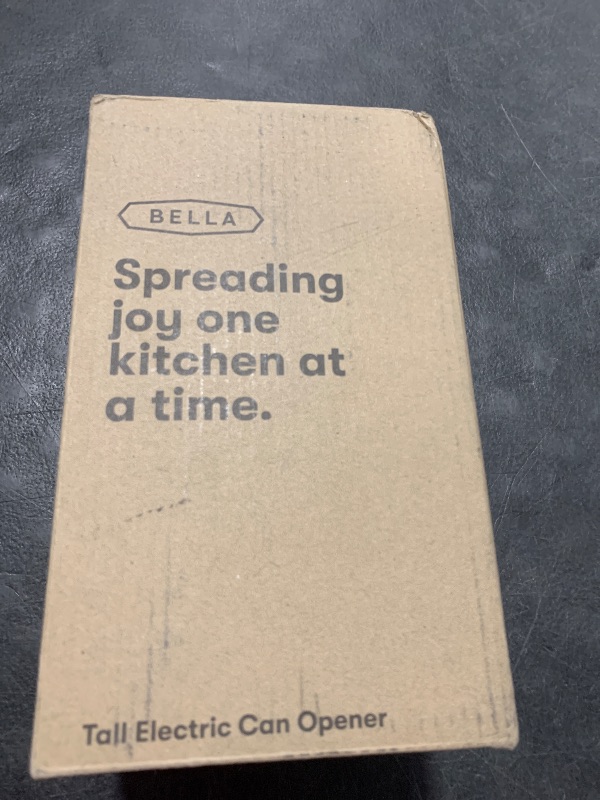 BELLA
Spreading
joy one
kitchen at
a time.
Tall Electric Can Opener